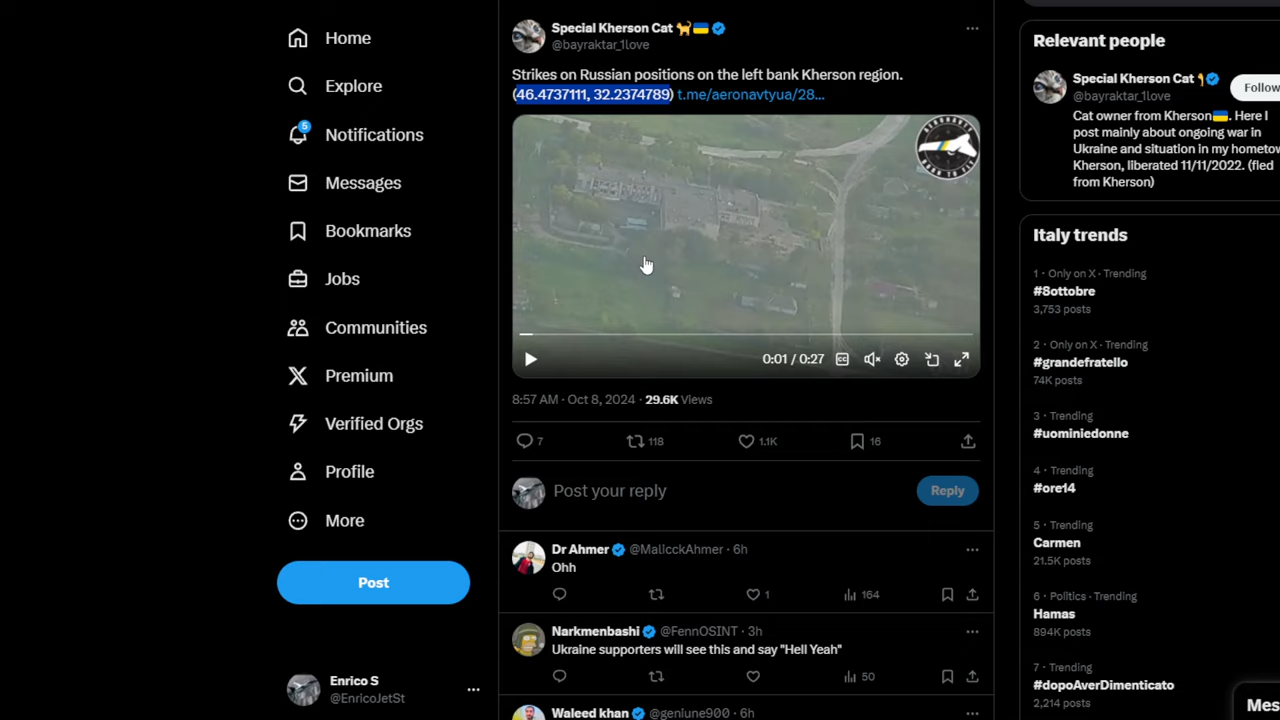 Home
Explore
5
Notifications
Messages
Bookmarks
Jobs
Communities
Premium
Verified Orgs
Profile
More
Post
Enrico S
@EnricoJetSt
Special Kherson Cat
@bayraktar_1love
Strikes on Russian positions on the left bank Kherson region.
(46.4737111, 32.2374789) t.me/aeronavtyua/28...
0:01 / 0:27
8:57 AM · Oct 8, 2024 · 29.6K Views
7 118 1.1K 16
Post your reply
Reply
Dr Ahmer @MalIcckAhmer · 6h
Ohh
1 164
Narkmenbashi @FennOSINT · 3h
Ukraine supporters will see this and say "Hell Yeah"
50
Waleed khan @geniune900 · 6h
Relevant people
Special Kherson Cat
@bayraktar_1love
Follow
Cat owner from Kherson. Here I
post mainly about ongoing war in
Ukraine and situation in my hometow
Kherson, liberated 11/11/2022. (fled
from Kherson)
Italy trends
1 · Only on X · Trending
#8ottobre
3,753 posts
2 · Only on X · Trending
#grandefratello
74K posts
3 · Trending
#uominiedonne
4 · Trending
#ore14
5 · Trending
Carmen
21.5K posts
6 · Politics · Trending
Hamas
894K posts
7 · Trending
#dopoAverDimenticato
2,214 posts
Mes